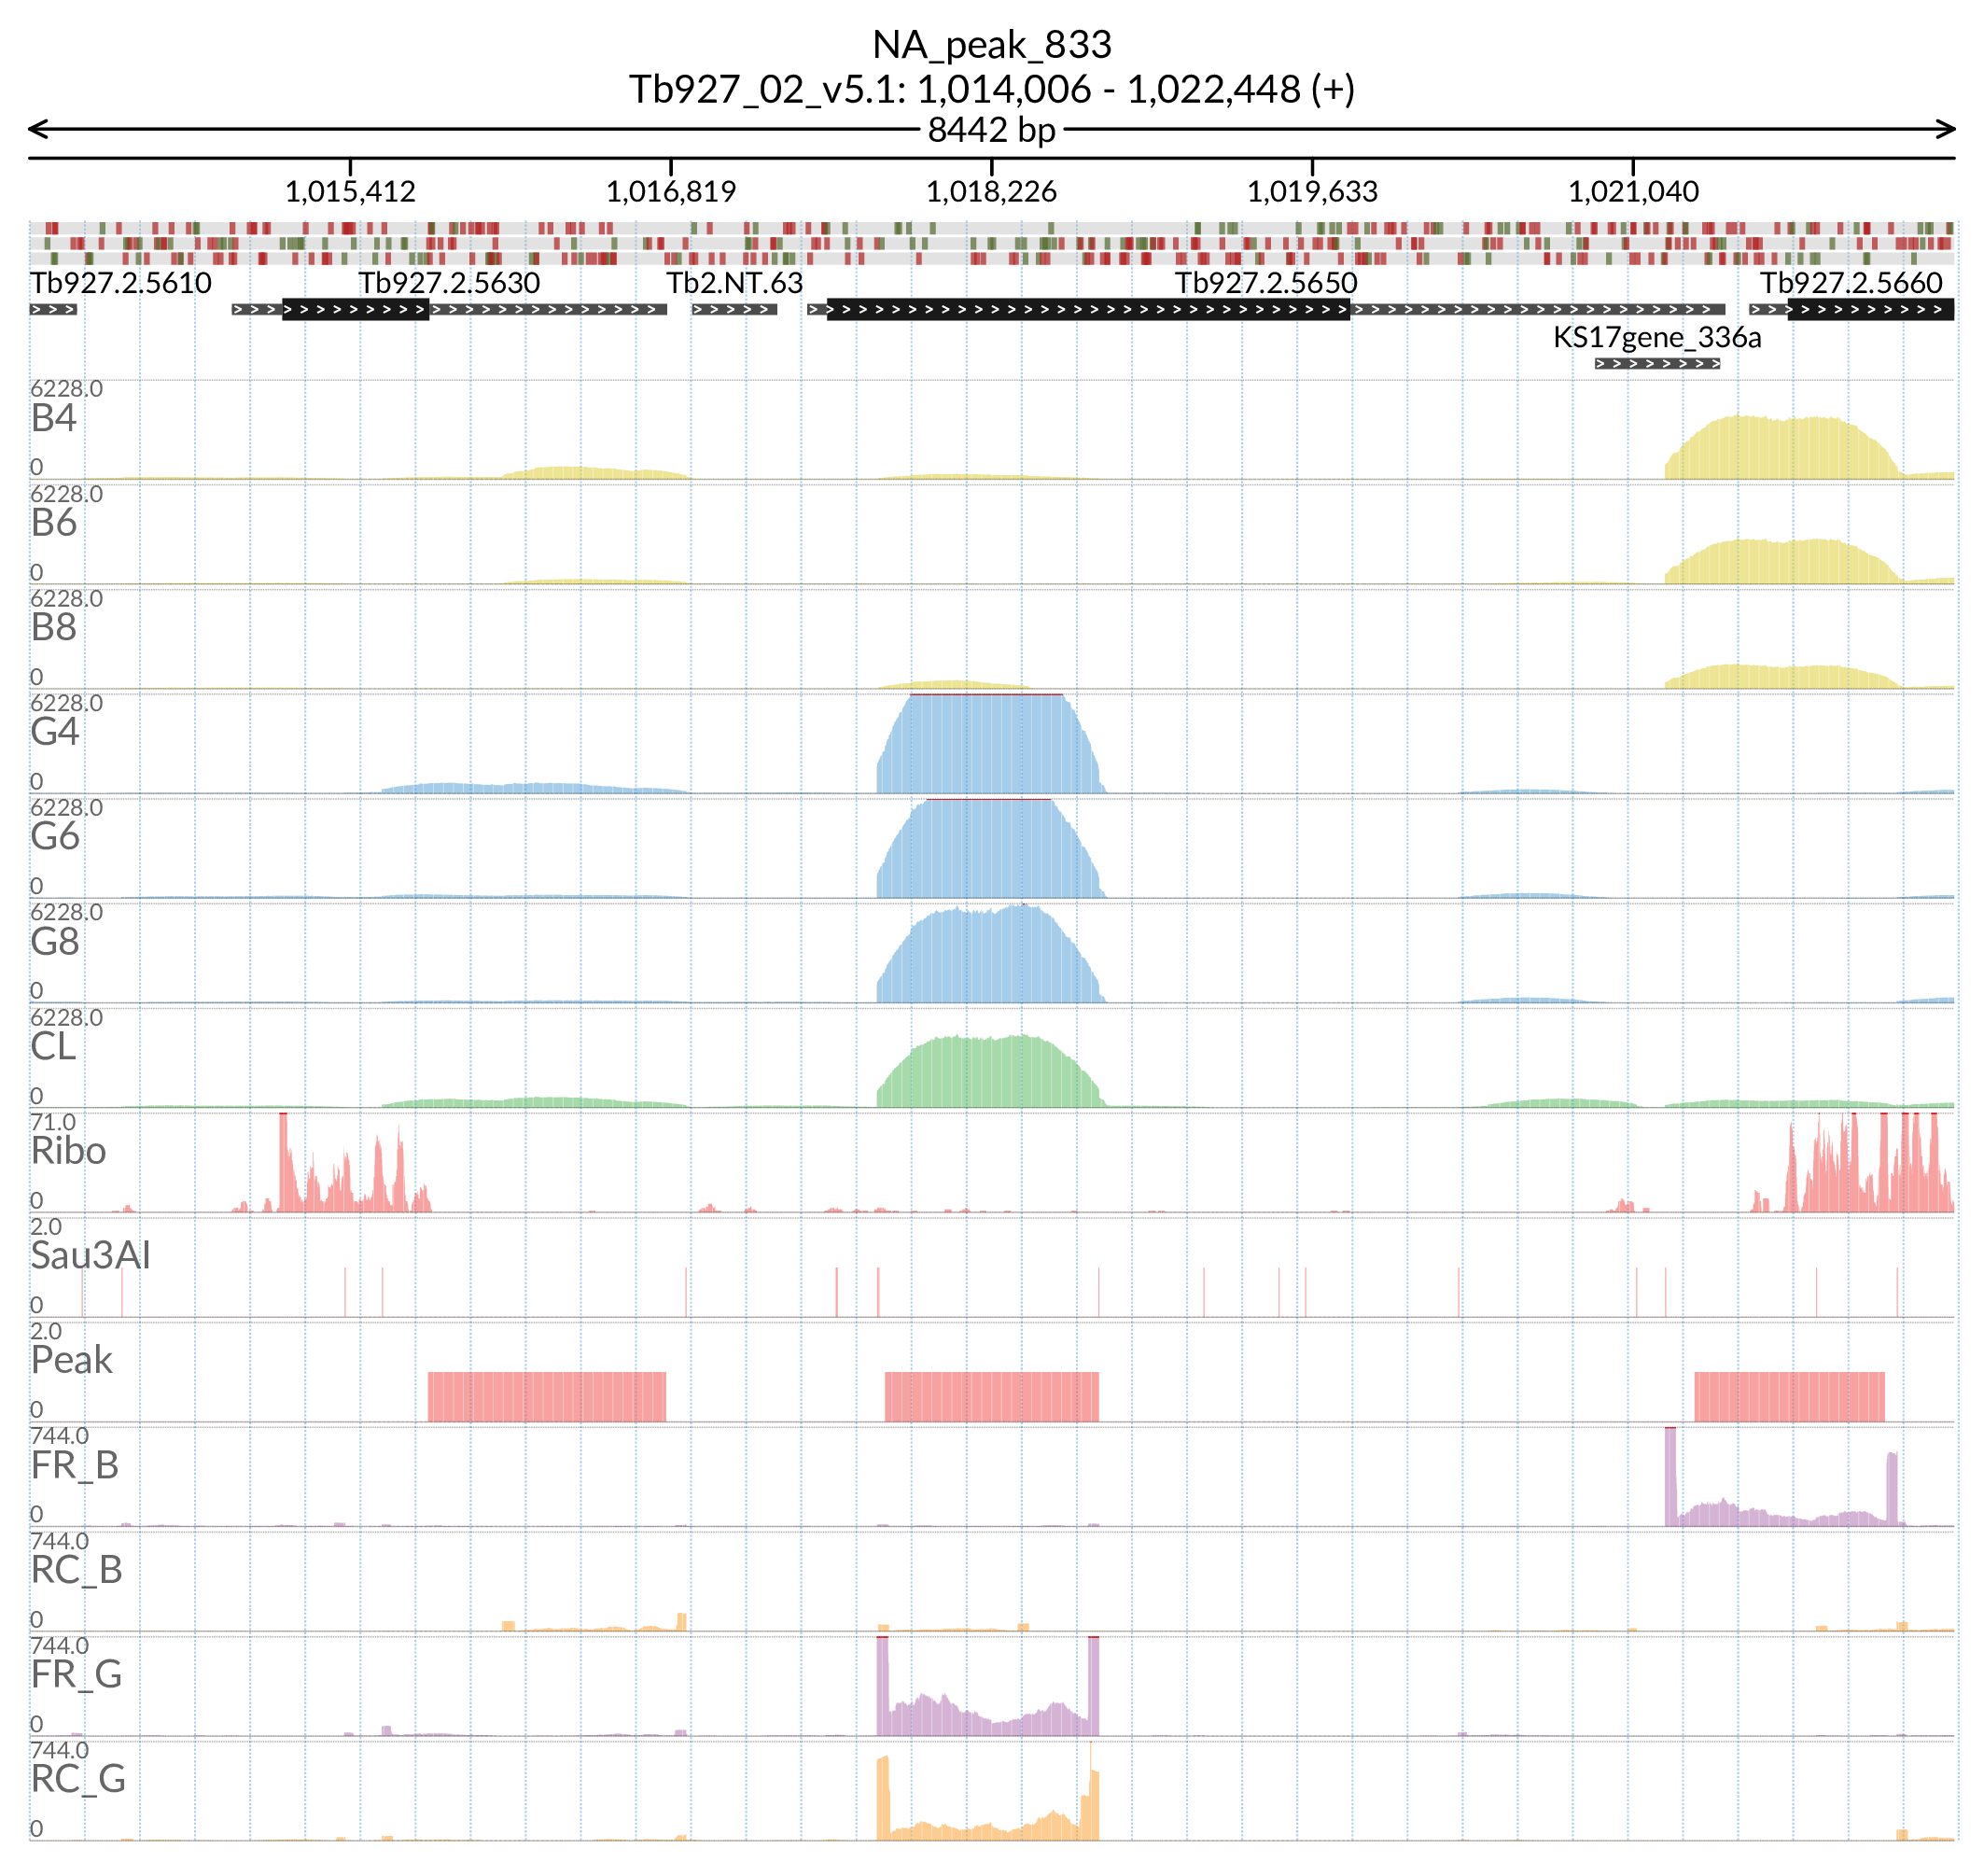 NA_peak_833
Tb927_02_v5.1: 1,014,006 - 1,022,448 (+)
8442 bp
1,015,412 1,016,819 1,018,226 1,019,633 1,021,040
Tb927.2.5610 Tb927.2.5630 Tb2.NT.63 Tb927.2.5650 Tb927.2.5660
KS17gene_336a
6228.0
B4
0
6228.0
B6
0
6228.0
B8
0
6228.0
G4
0
6228.0
G6
0
6228.0
G8
0
6228.0
CL
0
71.0
Ribo
0
2.0
Sau3AI
0
2.0
Peak
0
744.0
FR_B
0
744.0
RC_B
0
744.0
FR_G
0
744.0
RC_G
0